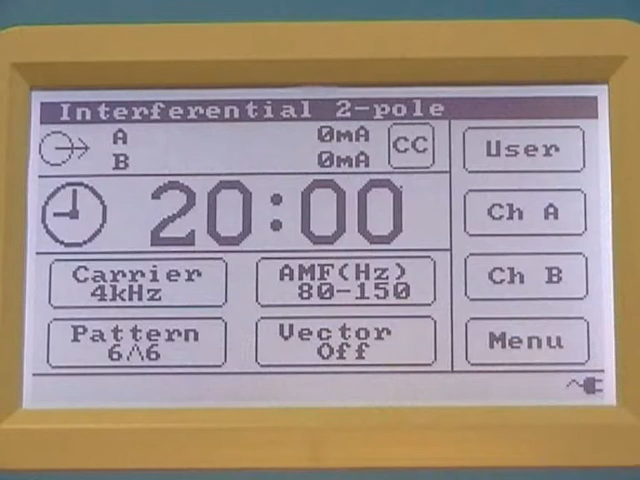 Interferential 2-pole
A 0mA CC
B 0mA
20:00
User
Ch A
Ch B
Menu
Carrier
4kHz
AMF(Hz)
80-150
Pattern
6/\6
Vector
Off